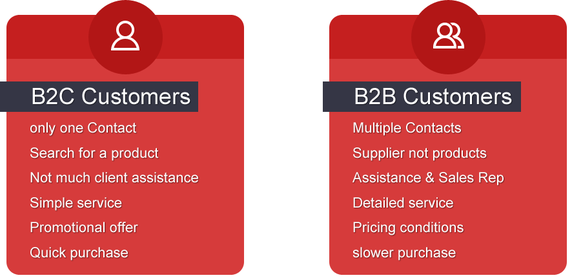 B2C Customers
only one Contact
Search for a product
Not much client assistance
Simple service
Promotional offer
Quick purchase
B2B Customers
Multiple Contacts
Supplier not products
Assistance & Sales Rep
Detailed service
Pricing conditions
slower purchase